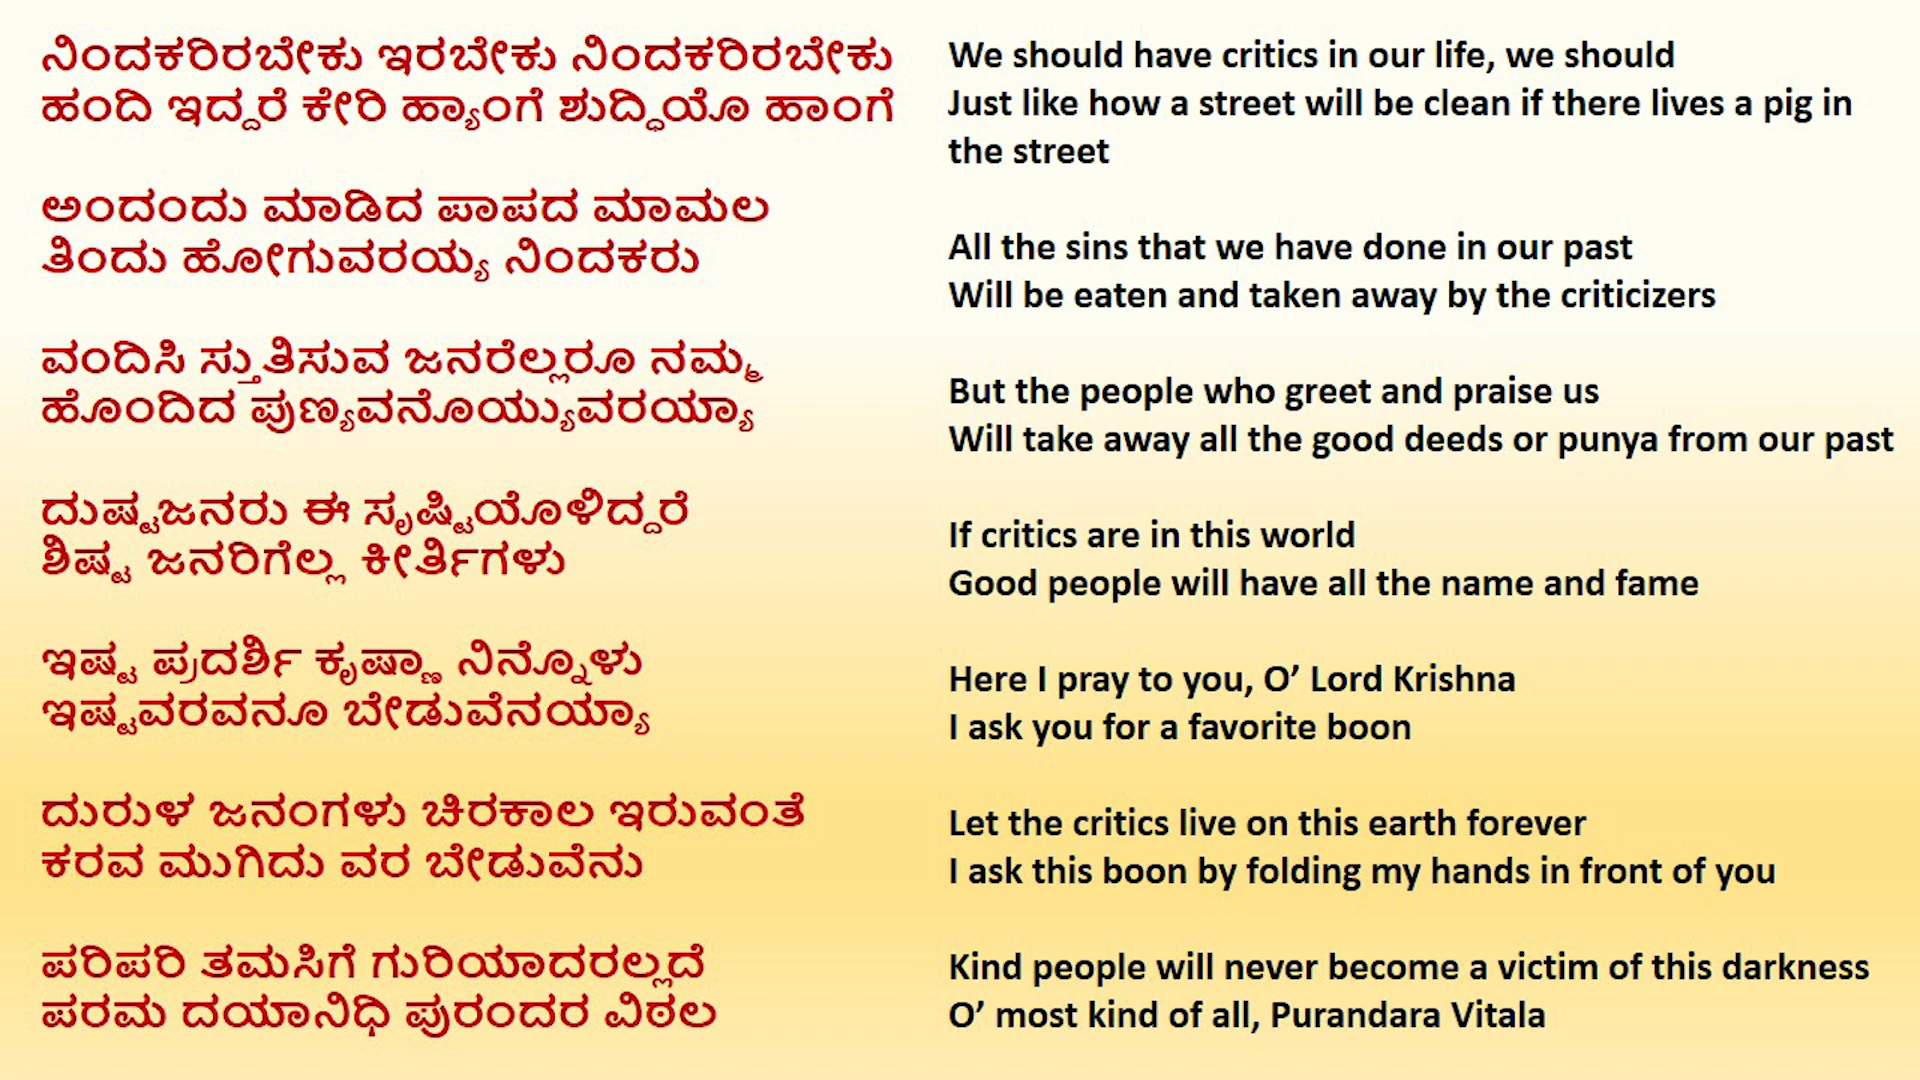 ನಿಂದಕರಿರಬೇಕು ಇರಬೇಕು ನಿಂದಕರಿರಬೇಕು
ಹಂದಿ ಇದ್ದರೆ ಕೇರಿ ಹ್ಯಾಂಗೆ ಶುದ್ಧಿಯೊ ಹಾಂಗೆ
ಅಂದಂದು ಮಾಡಿದ ಪಾಪದ ಮಾಮಲ
ತಿಂದು ಹೋಗುವರಯ್ಯ ನಿಂದಕರು
ವಂದಿಸಿ ಸ್ತುತಿಸುವ ಜನರೆಲ್ಲರೂ ನಮ್ಮ
ಹೊಂದಿದ ಪುಣ್ಯವನೊಯ್ಯುವರಯ್ಯಾ
ದುಷ್ಟಜನರು ಈ ಸೃಷ್ಟಿಯೊಳಿದ್ದರೆ
ಶಿಷ್ಟ ಜನರಿಗೆಲ್ಲ ಕೀರ್ತಿಗಳು
ಇಷ್ಟ ಪ್ರದರ್ಶಿ ಕೃಷ್ಣಾ ನಿನ್ನೊಳು
ಇಷ್ಟವರವನೂ ಬೇಡುವೆನಯ್ಯಾ
ದುರುಳ ಜನಂಗಳು ಚಿರಕಾಲ ಇರುವಂತೆ
ಕರವ ಮುಗಿದು ವರ ಬೇಡುವೆನು
ಪರಿಪರಿ ತಮಸಿಗೆ ಗುರಿಯಾದರಲ್ಲದೆ
ಪರಮ ದಯಾನಿಧಿ ಪುರಂದರ ವಿಠಲ
We should have critics in our life, we should
Just like how a street will be clean if there lives a pig in
the street
All the sins that we have done in our past
Will be eaten and taken away by the criticizers
But the people who greet and praise us
Will take away all the good deeds or punya from our past
If critics are in this world
Good people will have all the name and fame
Here I pray to you, O’ Lord Krishna
I ask you for a favorite boon
Let the critics live on this earth forever
I ask this boon by folding my hands in front of you
Kind people will never become a victim of this darkness
O’ most kind of all, Purandara Vitala